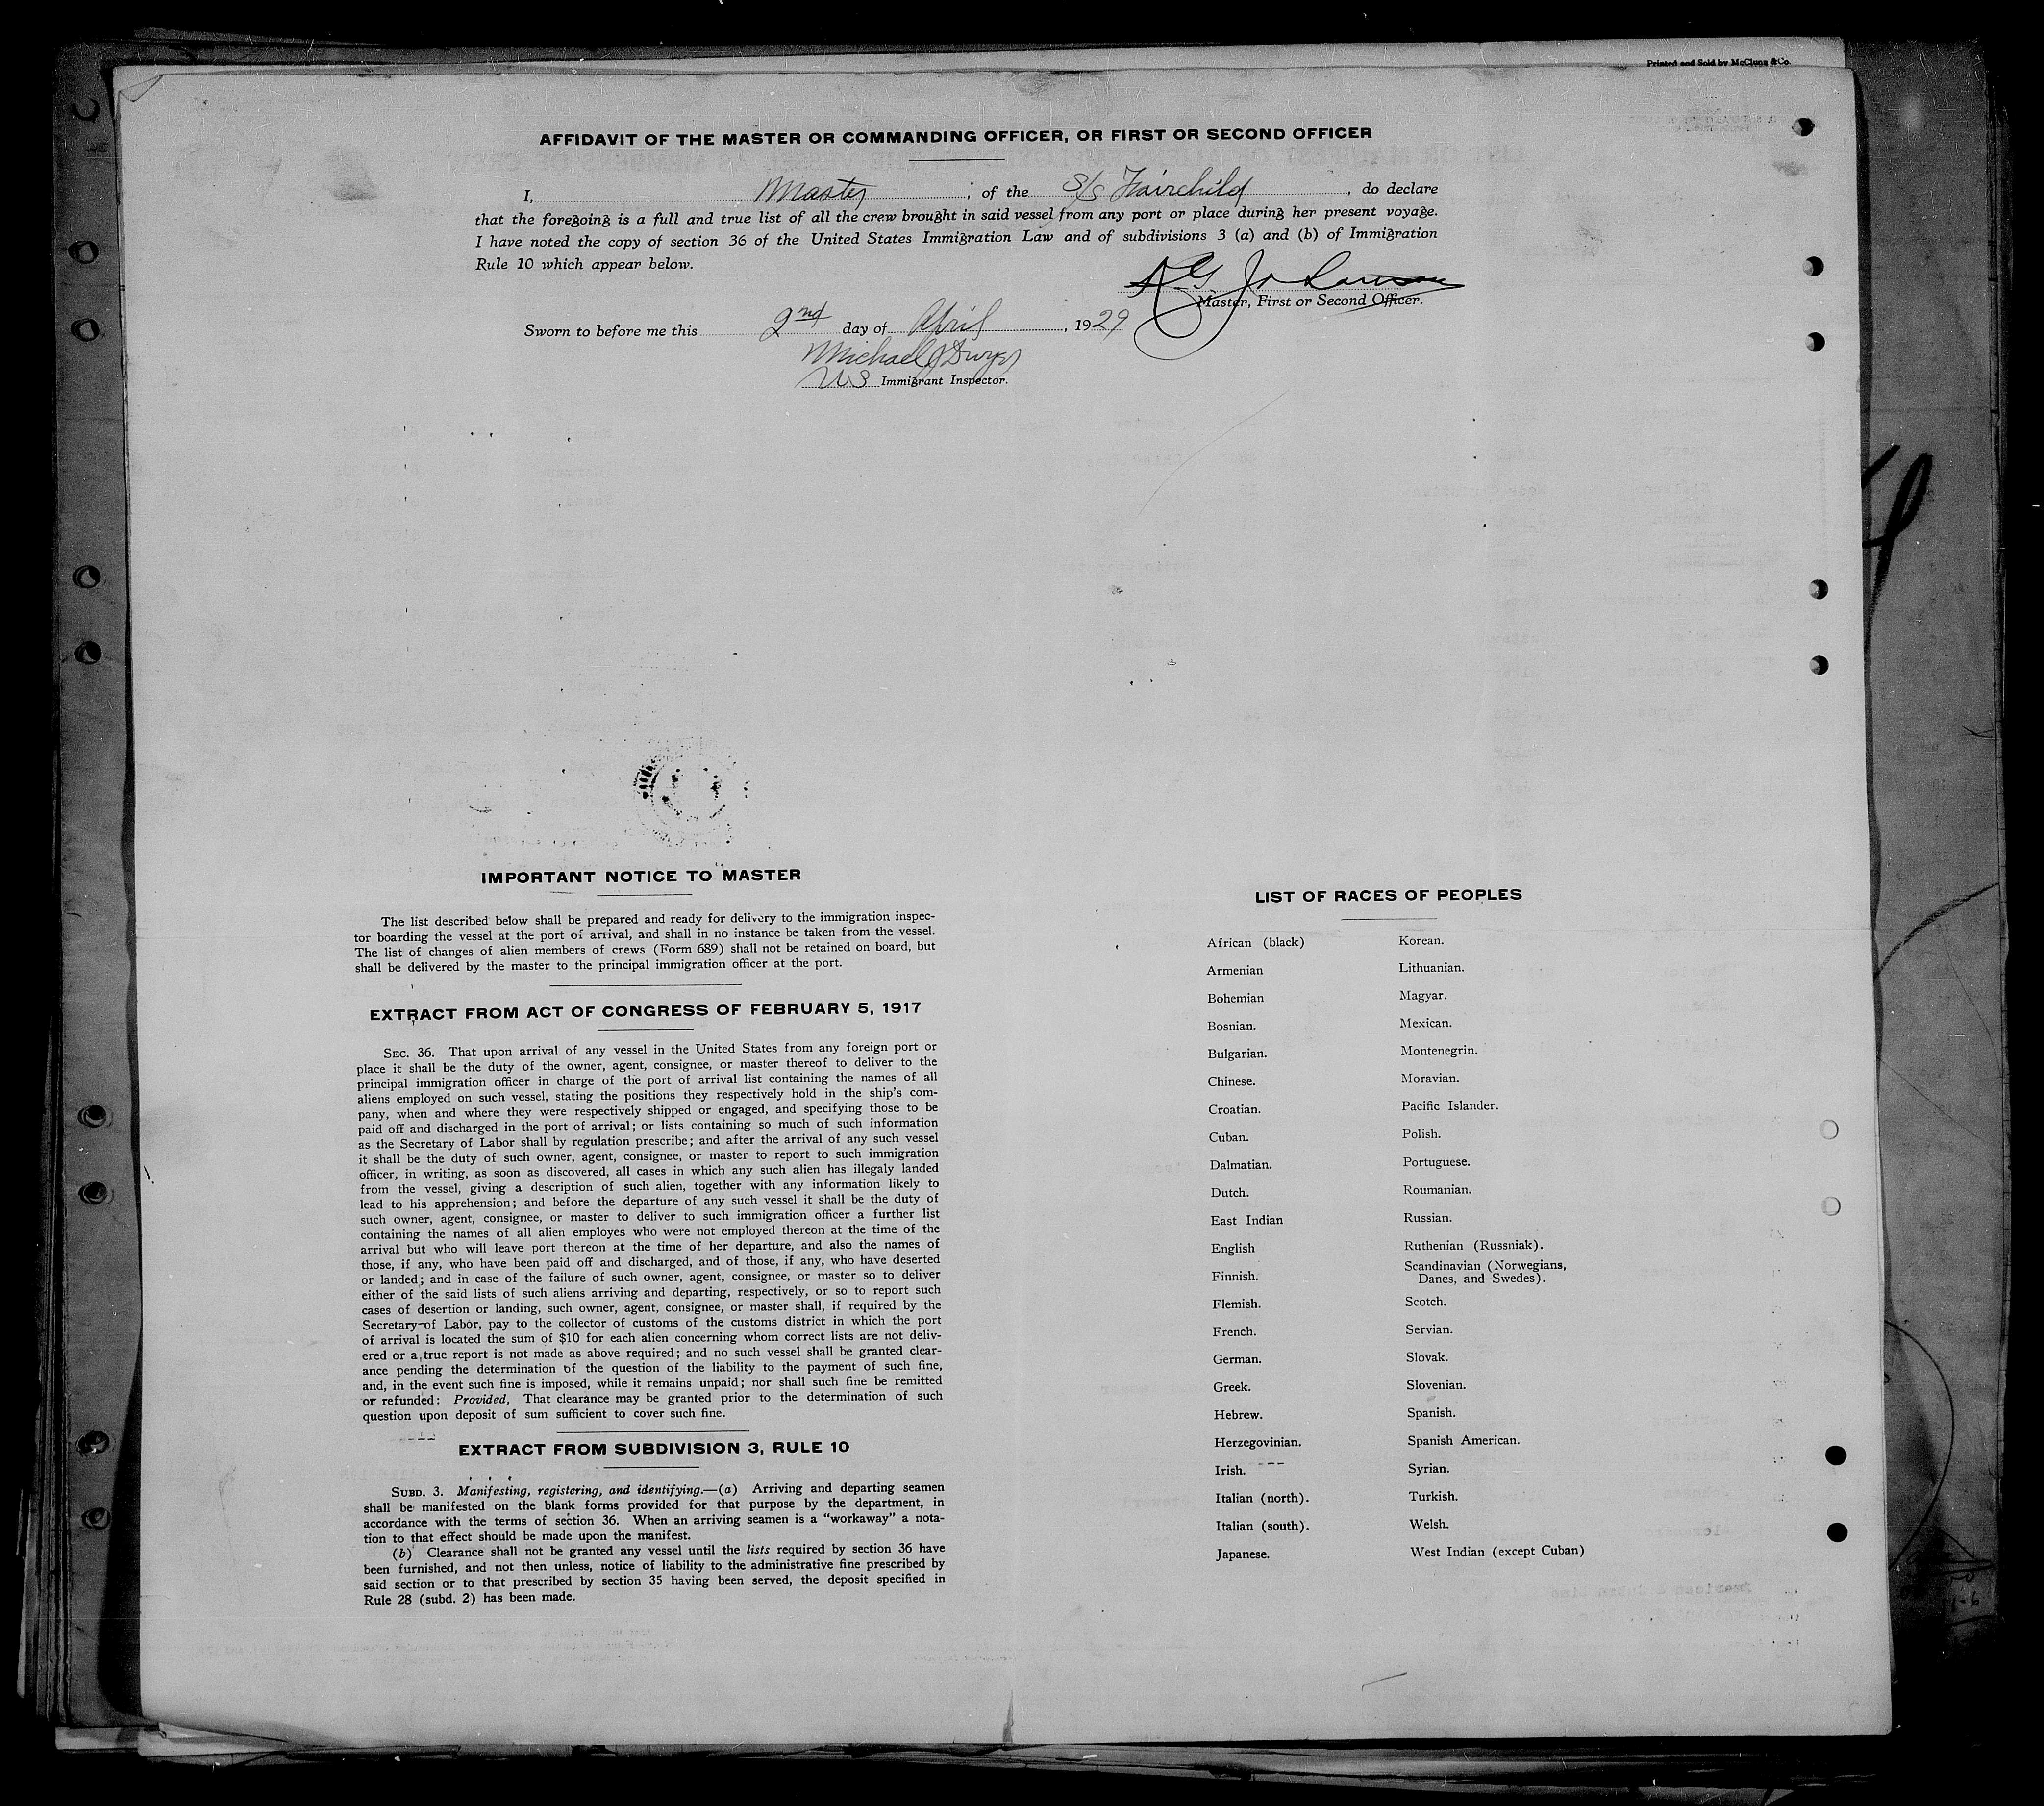 Printed and Sold by McClunn & Co.
AFFIDAVIT OF THE MASTER OR COMMANDING OFFICER, OR FIRST OR SECOND OFFICER
I, Master, of the S/S Fairchild, do declare
that the foregoing is a full and true list of all the crew brought in said vessel from any port or place during her present voyage.
I have noted the copy of section 36 of the United States Immigration Law and of subdivisions 3 (a) and (b) of Immigration
Rule 10 which appear below.
Master, First or Second Officer.
Sworn to before me this 2nd day of April, 1929
Michael J
US Immigrant Inspector.
IMPORTANT NOTICE TO MASTER
The list described below shall be prepared and ready for delivery to the immigration inspec-
tor boarding the vessel at the port of arrival, and shall in no instance be taken from the vessel.
The list of changes of alien members of crews (Form 689) shall not be retained on board, but
shall be delivered by the master to the principal immigration officer at the port.
EXTRACT FROM ACT OF CONGRESS OF FEBRUARY 5, 1917
SEC. 36. That upon arrival of any vessel in the United States from any foreign port or
place it shall be the duty of the owner, agent, consignee, or master thereof to deliver to the
principal immigration officer in charge of the port of arrival list containing the names of all
aliens employed on such vessel, stating the positions they respectively hold in the ship's com-
pany, when and where they were respectively shipped or engaged, and specifying those to be
paid off and discharged in the port of arrival; or lists containing so much of such information
as the Secretary of Labor shall by regulation prescribe; and after the arrival of any such vessel
it shall be the duty of such owner, agent, consignee, or master to report to such immigration
officer, in writing, as soon as discovered, all cases in which any such alien has illegaly landed
from the vessel, giving a description of such alien, together with any information likely to
lead to his apprehension; and before the departure of any such vessel it shall be the duty of
such owner, agent, consignee, or master to deliver to such immigration officer a further list
containing the names of all alien employes who were not employed thereon at the time of the
arrival but who will leave port thereon at the time of her departure, and also the names of
those, if any, who have been paid off and discharged, and of those, if any, who have deserted
or landed; and in case of the failure of such owner, agent, consignee, or master so to deliver
either of the said lists of such aliens arriving and departing, respectively, or so to report such
cases of desertion or landing, such owner, agent, consignee, or master shall, if required by the
Secretary of Labor, pay to the collector of customs of the customs district in which the port
of arrival is located the sum of $10 for each alien concerning whom correct lists are not deliv-
ered or a true report is not made as above required; and no such vessel shall be granted clear-
ance pending the determination of the question of the liability to the payment of such fine,
and, in the event such fine is imposed, while it remains unpaid; nor shall such fine be remitted
or refunded: Provided, That clearance may be granted prior to the determination of such
question upon deposit of sum sufficient to cover such fine.
EXTRACT FROM SUBDIVISION 3, RULE 10
SUBD. 3. Manifesting, registering, and identifying.—(a) Arriving and departing seamen
shall be manifested on the blank forms provided for that purpose by the department, in
accordance with the terms of section 36. When an arriving seamen is a "workaway" a nota-
tion to that effect should be made upon the manifest.
(b) Clearance shall not be granted any vessel until the lists required by section 36 have
been furnished, and not then unless, notice of liability to the administrative fine prescribed by
said section or to that prescribed by section 35 having been served, the deposit specified in
Rule 28 (subd. 2) has been made.
LIST OF RACES OF PEOPLES
African (black)
Armenian
Bohemian
Bosnian.
Bulgarian.
Chinese.
Croatian.
Cuban.
Dalmatian.
Dutch.
East Indian
English
Finnish.
Flemish.
French.
German.
Greek.
Hebrew.
Herzegovinian.
Irish.
Italian (north).
Italian (south).
Japanese.
Korean.
Lithuanian.
Magyar.
Mexican.
Montenegrin.
Moravian.
Pacific Islander.
Polish.
Portuguese.
Roumanian.
Russian.
Ruthenian (Russniak).
Scandinavian (Norwegians,
Danes, and Swedes).
Scotch.
Servian.
Slovak.
Slovenian.
Spanish.
Spanish American.
Syrian.
Turkish.
Welsh.
West Indian (except Cuban)